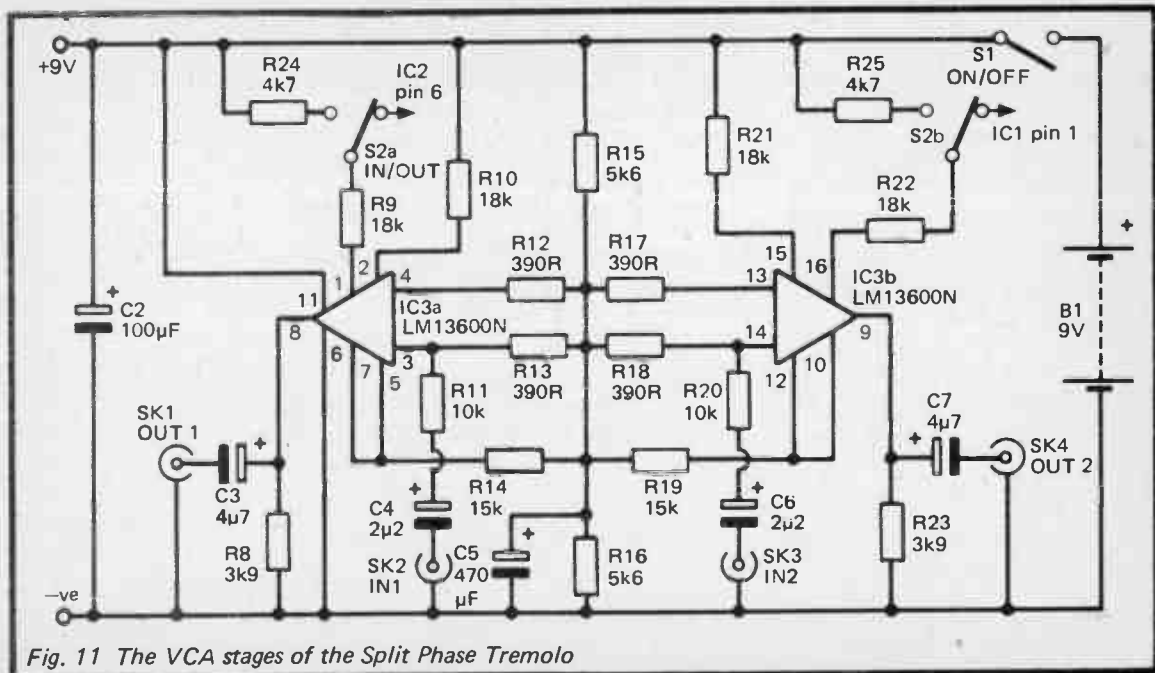 +9V
R24
4k7
IC2
pin 6
S2a
IN/OUT
R9
18k
R10
18k
R15
5k6
R21
18k
R25
4k7
S1
ON/OFF
S2b
IC1 pin 1
R22
18k
C2
100µF
+
11
8
1
2
4
IC3a
LM13600N
6
7
5
3
R12
390R
R17
390R
R13
390R
R18
390R
13
15
16
IC3b
LM13600N
14
9
12
10
B1
9V
+
SK1
OUT 1
C3
4µ7
+
R8
3k9
R11
10k
R14
15k
C4
2µ2
+
SK2
IN1
C5
470
µF
+
R19
15k
R16
5k6
R20
10k
C6
2µ2
+
SK3
IN2
C7
4µ7
+
SK4
OUT 2
R23
3k9
—ve
Fig. 11 The VCA stages of the Split Phase Tremolo